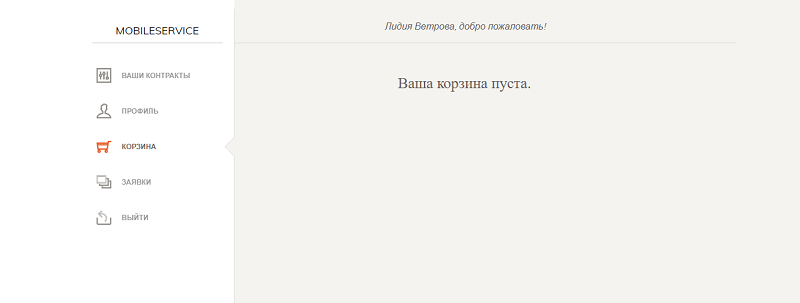 MOBILESERVICE
Лидия Ветрова, добро пожаловать!
ВАШИ КОНТРАКТЫ
ПРОФИЛЬ
КОРЗИНА
ЗАЯВКИ
ВЫЙТИ
Ваша корзина пуста.